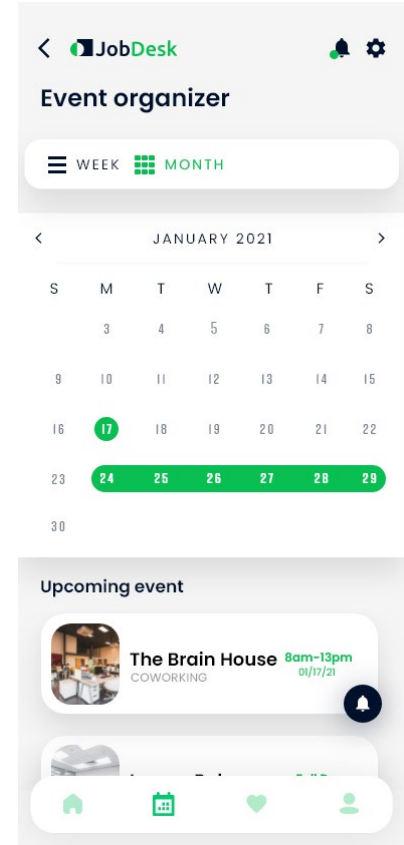 JobDesk
Event organizer
WEEK MONTH
JANUARY 2021
S M T W T F S
3 4 5 6 7 8
9 10 11 12 13 14 15
16 17 18 19 20 21 22
23 24 25 26 27 28 29
30
Upcoming event
The Brain House 8am-13pm
COWORKING 01/17/21